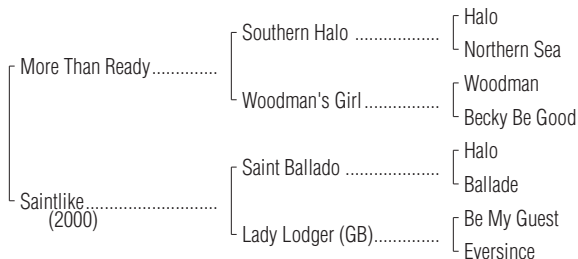 Halo
Southern Halo ..................
Northern Sea
More Than Ready..............
Woodman
Woodman's Girl ................
Becky Be Good
Halo
Saint Ballado ....................
Ballade
Saintlike............................
(2000)
Be My Guest
Lady Lodger (GB)..............
Eversince